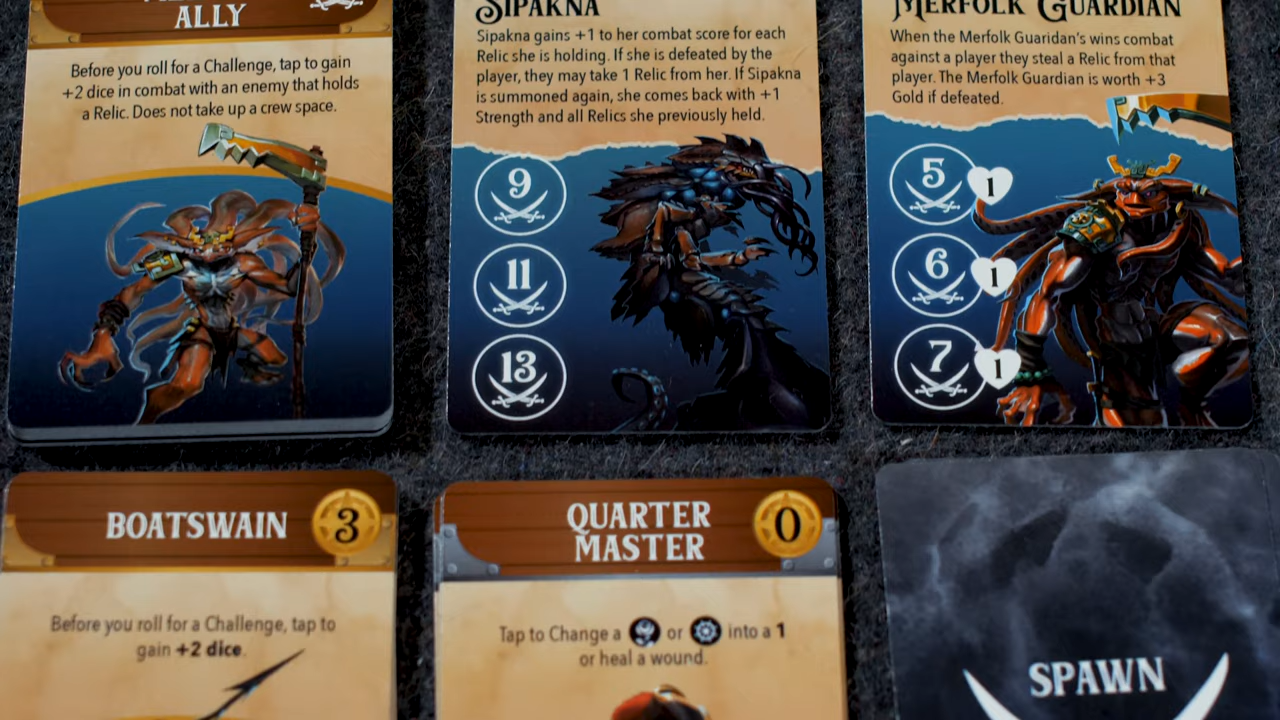 ALLY
Before you roll for a Challenge, tap to gain
+2 dice in combat with an enemy that holds
a Relic. Does not take up a crew space.
SIPAKNA
Sipakna gains +1 to her combat score for each
Relic she is holding. If she is defeated by the
player, they may take 1 Relic from her. If Sipakna
is summoned again, she comes back with +1
Strength and all Relics she previously held.
9
11
13
MERFOLK GUARDIAN
When the Merfolk Guaridan's wins combat
against a player they steal a Relic from that
player. The Merfolk Guardian is worth +3
Gold if defeated.
5 1
6 1
7 1
BOATSWAIN 3
Before you roll for a Challenge, tap to
gain +2 dice.
QUARTER
MASTER
0
Tap to Change a or into a 1
or heal a wound.
SPAWN